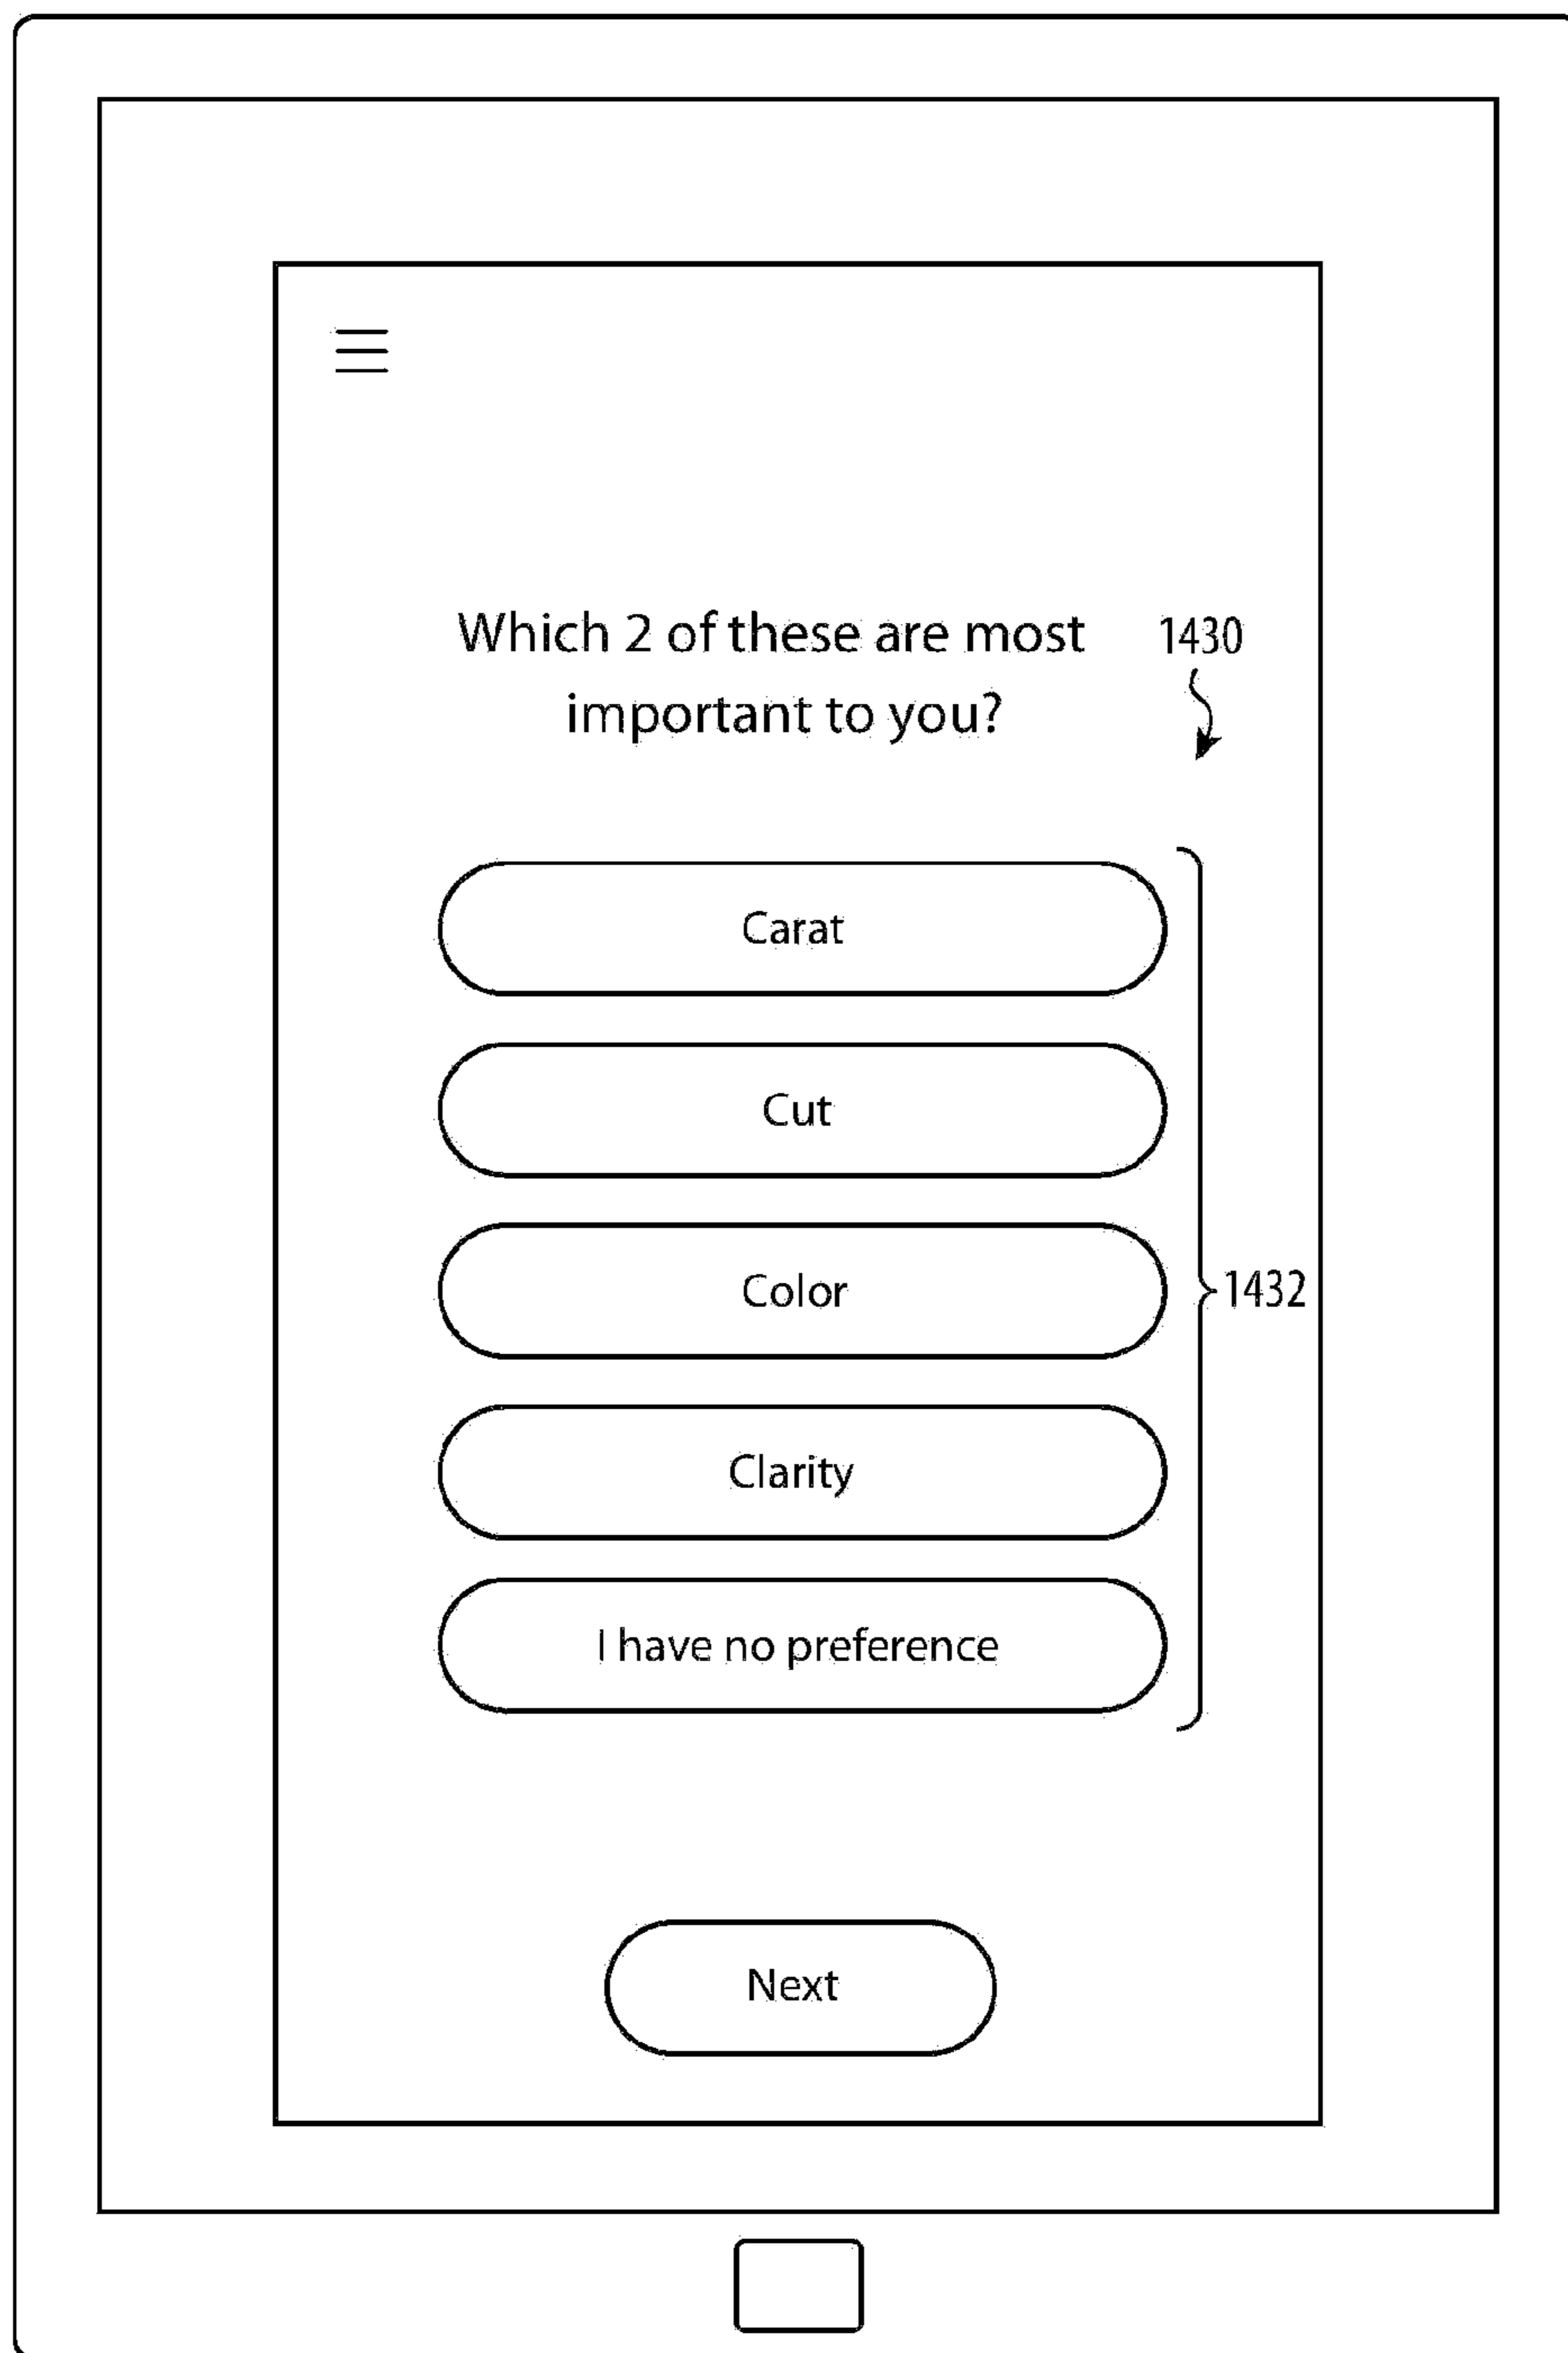 Which 2 of these are most
important to you?
1430
Carat
Cut
Color
1432
Clarity
I have no preference
Next